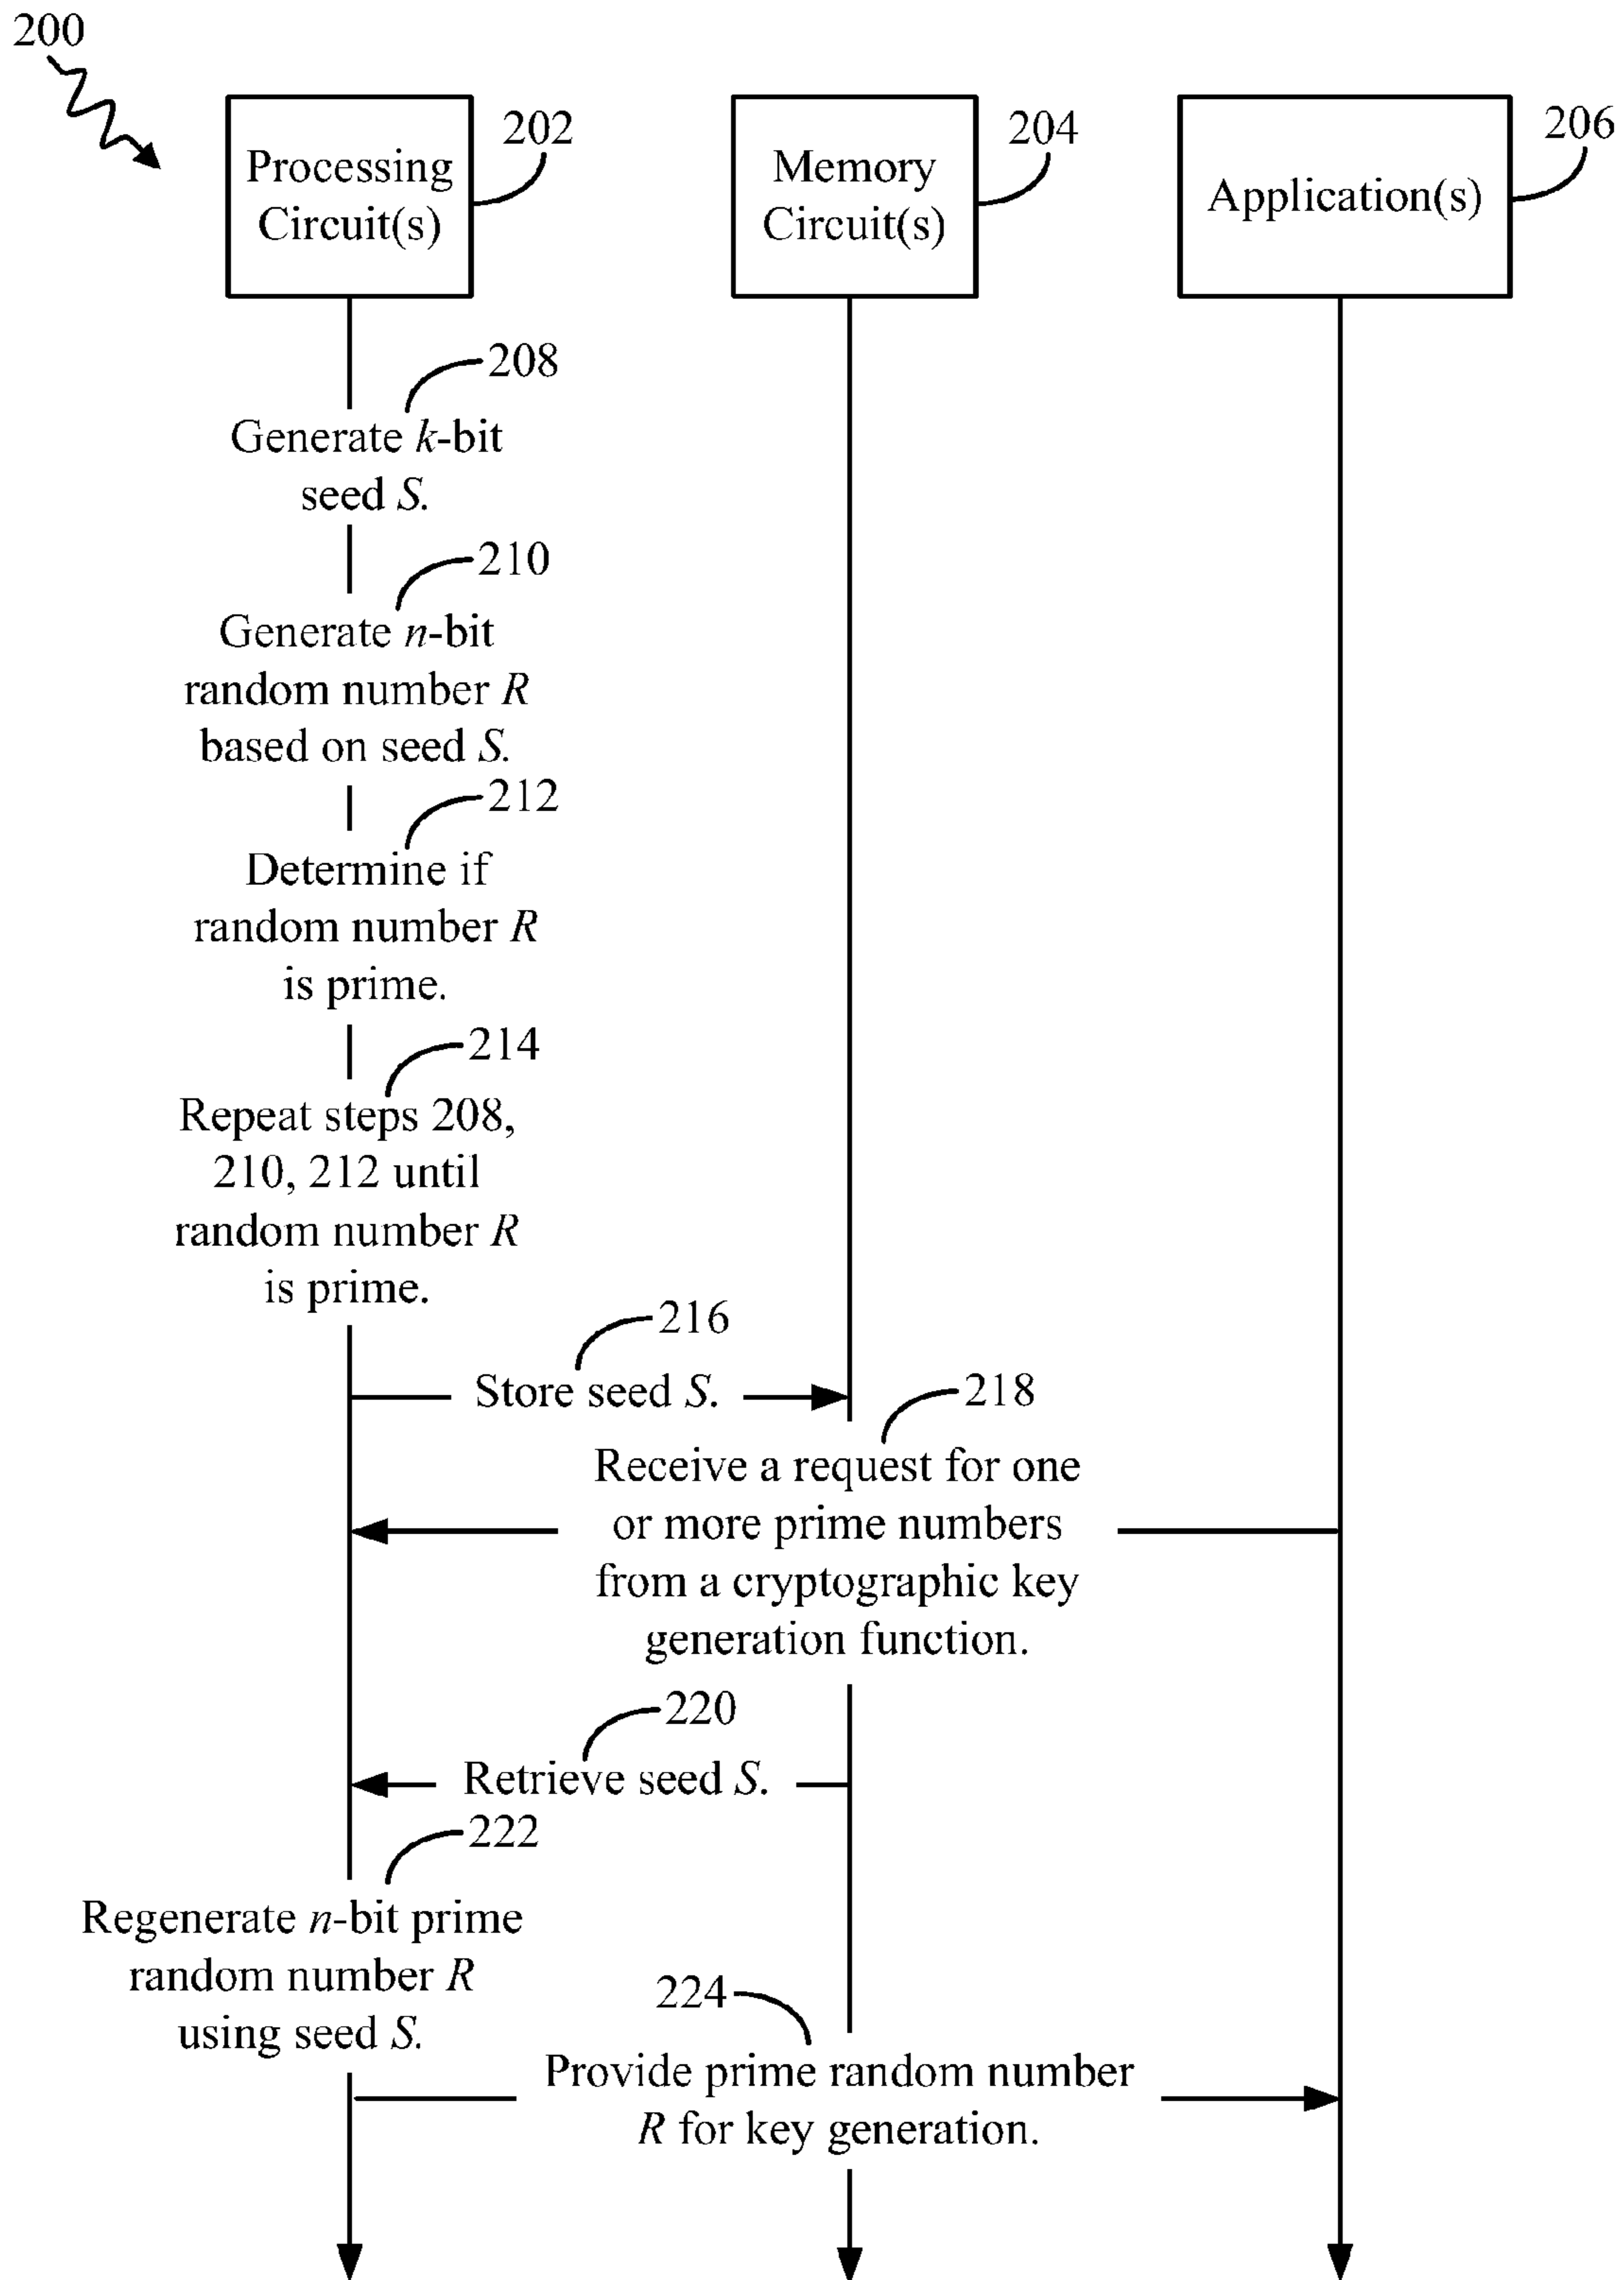 200
202
204
206
Processing
Circuit(s)
Memory
Circuit(s)
Application(s)
208
Generate k-bit
seed S.
210
Generate n-bit
random number R
based on seed S.
212
Determine if
random number R
is prime.
214
Repeat steps 208,
210, 212 until
random number R
is prime.
216
Store seed S.
218
Receive a request for one
or more prime numbers
from a cryptographic key
generation function.
220
Retrieve seed S.
222
Regenerate n-bit prime
random number R
using seed S.
224
Provide prime random number
R for key generation.